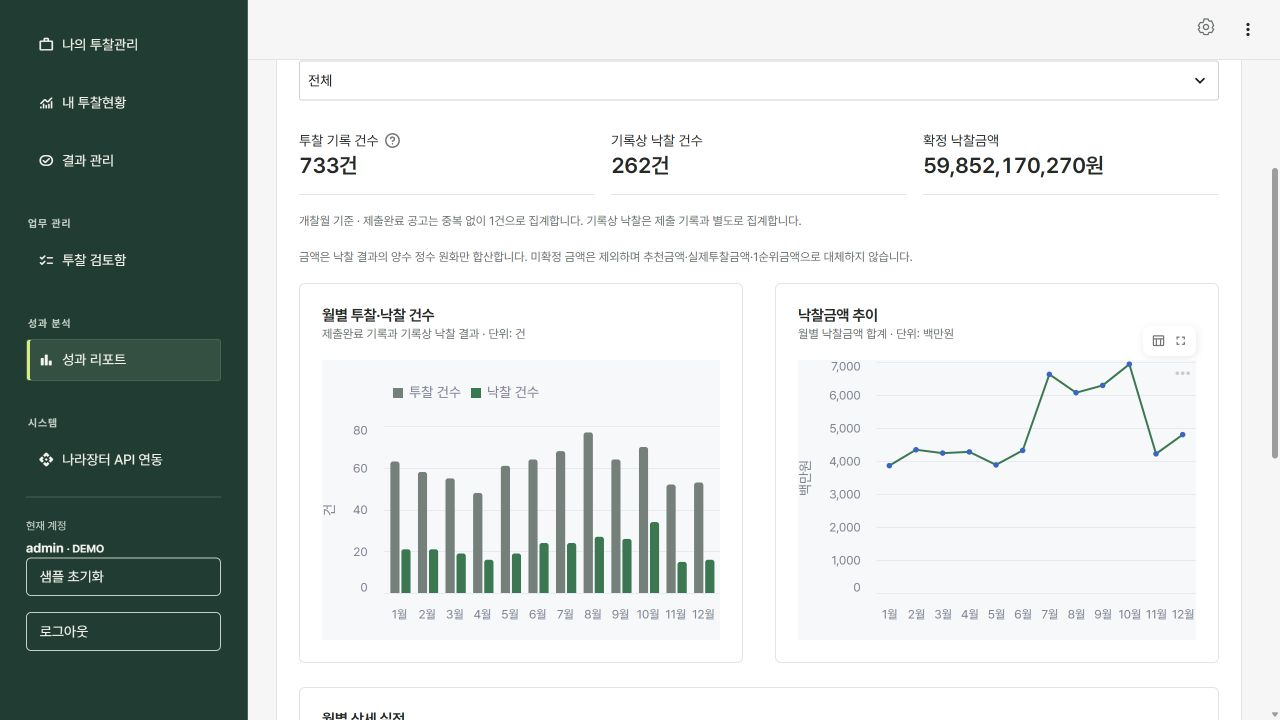 나의 투찰관리
내 투찰현황
결과 관리
업무 관리
투찰 검토함
성과 분석
성과 리포트
시스템
나라장터 API 연동
현재 계정
admin · DEMO
샘플 초기화
로그아웃
전체
투찰 기록 건수
733건
기록상 낙찰 건수
262건
확정 낙찰금액
59,852,170,270원
개찰월 기준 · 제출완료 공고는 중복 없이 1건으로 집계합니다. 기록상 낙찰은 제출 기록과 별도로 집계합니다.
금액은 낙찰 결과의 양수 정수 원화만 합산합니다. 미확정 금액은 제외하며 추천금액·실제투찰금액·1순위금액으로 대체하지 않습니다.
월별 투찰·낙찰 건수
제출완료 기록과 기록상 낙찰 결과 · 단위: 건
투찰 건수 낙찰 건수
80
60
40
20
0
건
1월 2월 3월 4월 5월 6월 7월 8월 9월 10월 11월 12월
낙찰금액 추이
월별 낙찰금액 합계 · 단위: 백만원
7,000
6,000
5,000
4,000
3,000
2,000
1,000
0
백만원
1월 2월 3월 4월 5월 6월 7월 8월 9월 10월 11월 12월
월별 상세 실적